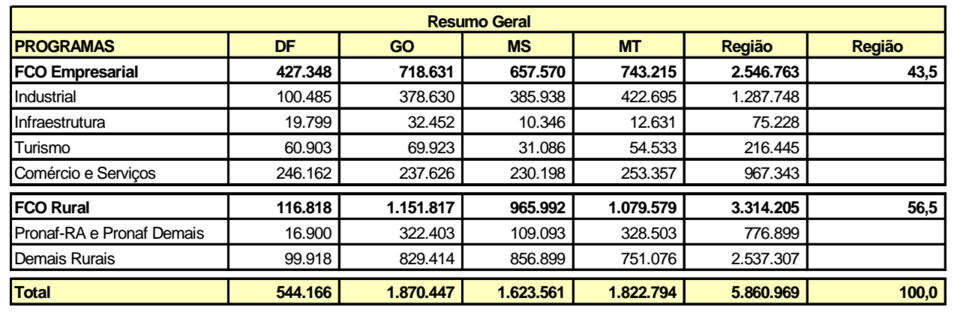 Resumo Geral
PROGRAMAS DF GO MS MT Região Região
FCO Empresarial 427.348 718.631 657.570 743.215 2.546.763 43,5
Industrial 100.485 378.630 385.938 422.695 1.287.748
Infraestrutura 19.799 32.452 10.346 12.631 75.228
Turismo 60.903 69.923 31.086 54.533 216.445
Comércio e Serviços 246.162 237.626 230.198 253.357 967.343
FCO Rural 116.818 1.151.817 965.992 1.079.579 3.314.205 56,5
Pronaf-RA e Pronaf Demais 16.900 322.403 109.093 328.503 776.899
Demais Rurais 99.918 829.414 856.899 751.076 2.537.307
Total 544.166 1.870.447 1.623.561 1.822.794 5.860.969 100,0